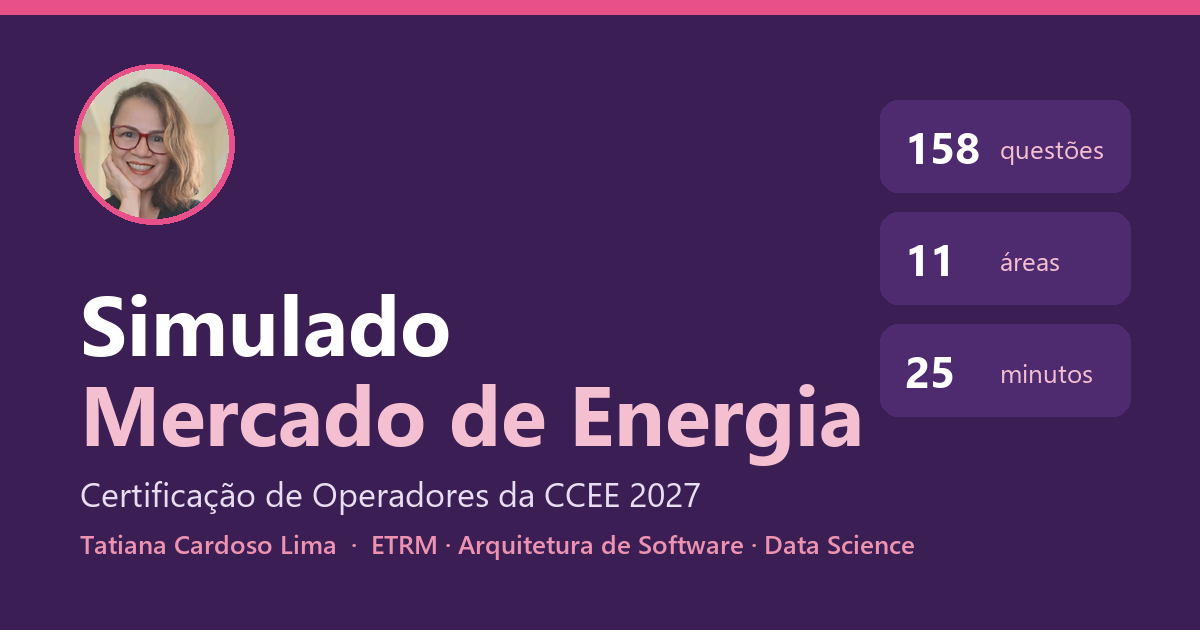 158 questões
11 áreas
25 minutos
Simulado
Mercado de Energia
Certificação de Operadores da CCEE 2027
Tatiana Cardoso Lima · ETRM · Arquitetura de Software · Data Science